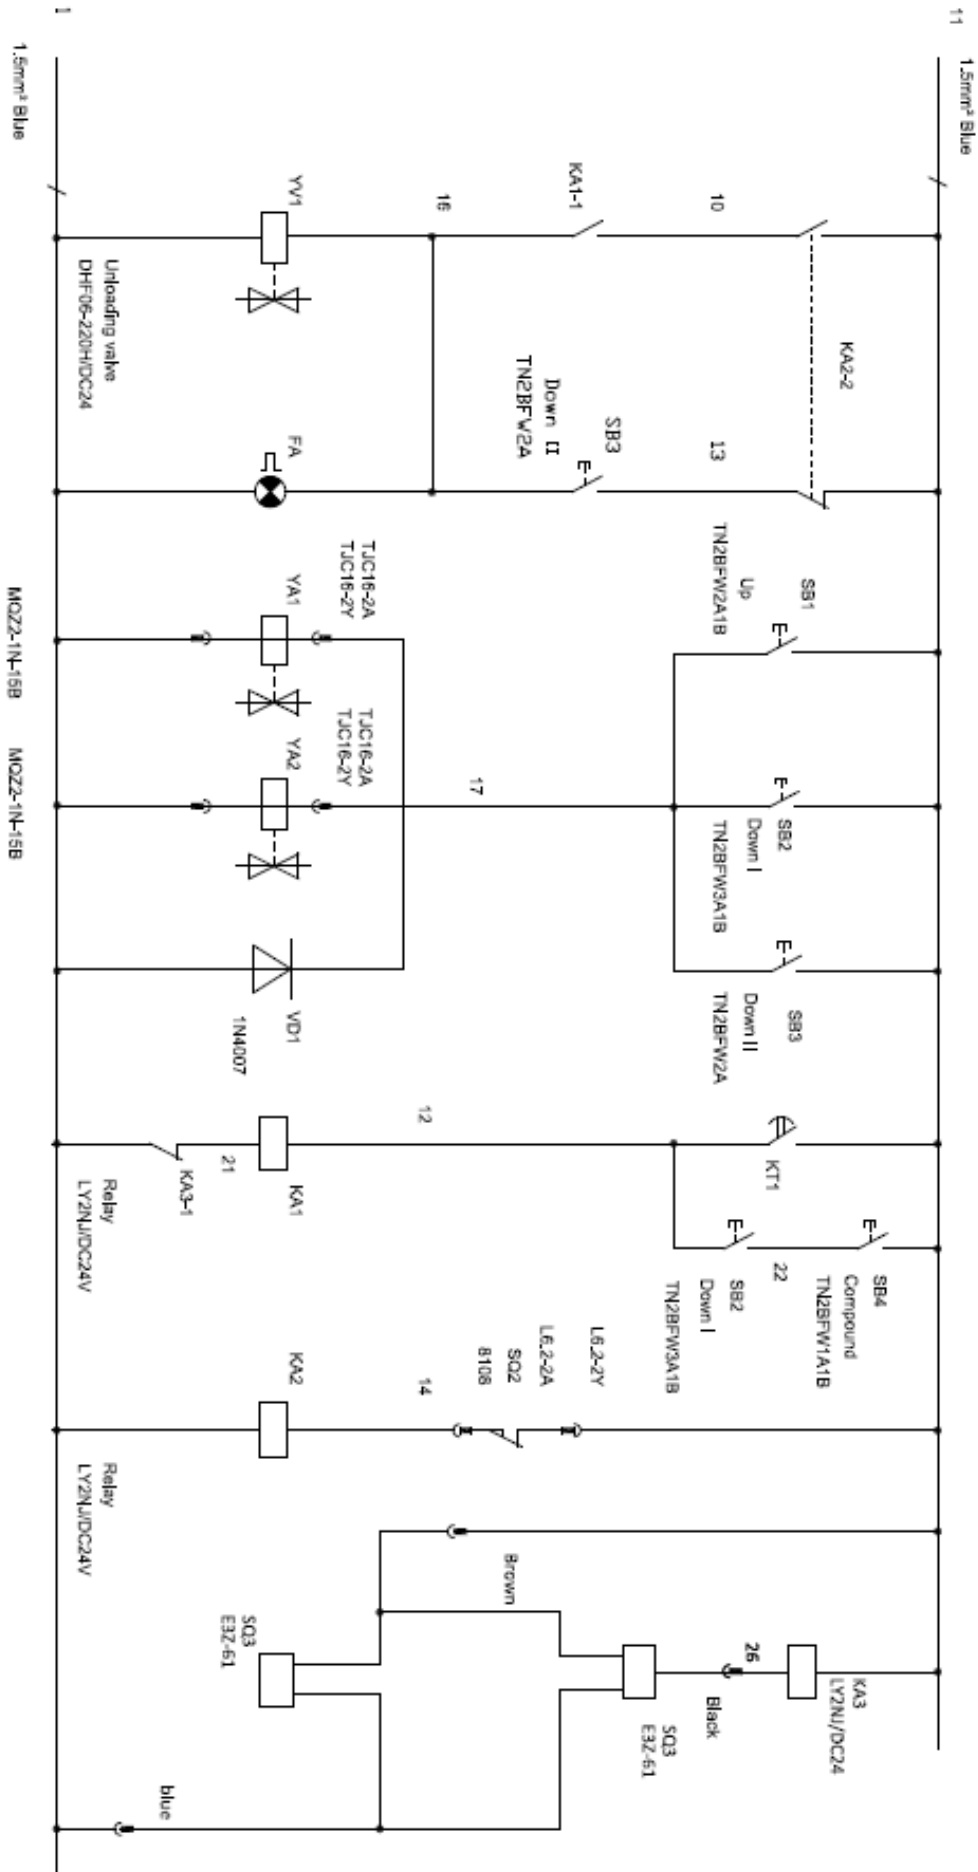 11
1.5mm² Blue
1
1.5mm² Blue
KA2-2
10
KA1-1
16
YV1
Unloading valve
DHF06-220H/DC24
13
SB3
Down II
TN2BFW2A
FA
SB1
Up
TN2BFW2A1B
SB2
Down I
TN2BFW3A1B
SB3
Down II
TN2BFW2A
17
TJC16-2A
TJC16-2Y
YA1
MQZ2-1N-15B
TJC16-2A
TJC16-2Y
YA2
MQZ2-1N-15B
VD1
1N4007
KT1
SB4
Compound
TN2BFW1A1B
22
SB2
Down I
TN2BFW3A1B
12
KA1
21
KA3-1
Relay
LY2NJ/DC24V
L6.2-2Y
L6.2-2A
SQ2
8108
14
KA2
Relay
LY2NJ/DC24V
KA3
LY2NJ/DC24
26
Black
SQ3
E3Z-61
Brown
SQ3
E3Z-61
blue